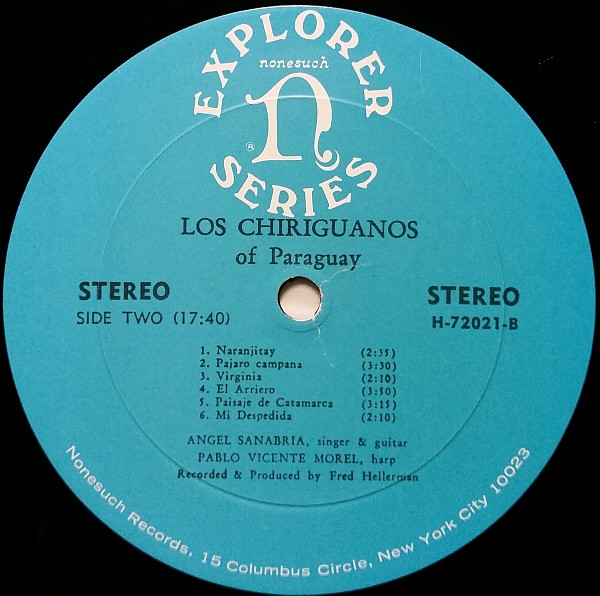 EXPLORER
nonesuch
n
®
SERIES
LOS CHIRIGUANOS
of Paraguay
STEREO
SIDE TWO (17:40)
STEREO
H-72021-B
1. Naranjitay (2:35)
2. Pajaro campana (3:30)
3. Virginia (2:10)
4. El Arriero (3:50)
5. Paisaje de Catamarca (3:15)
6. Mi Despedida (2:10)
ANGEL SANABRIA, singer & guitar
PABLO VICENTE MOREL, harp
Recorded & Produced by Fred Hellerman
Nonesuch Records, 15 Columbus Circle, New York City 10023